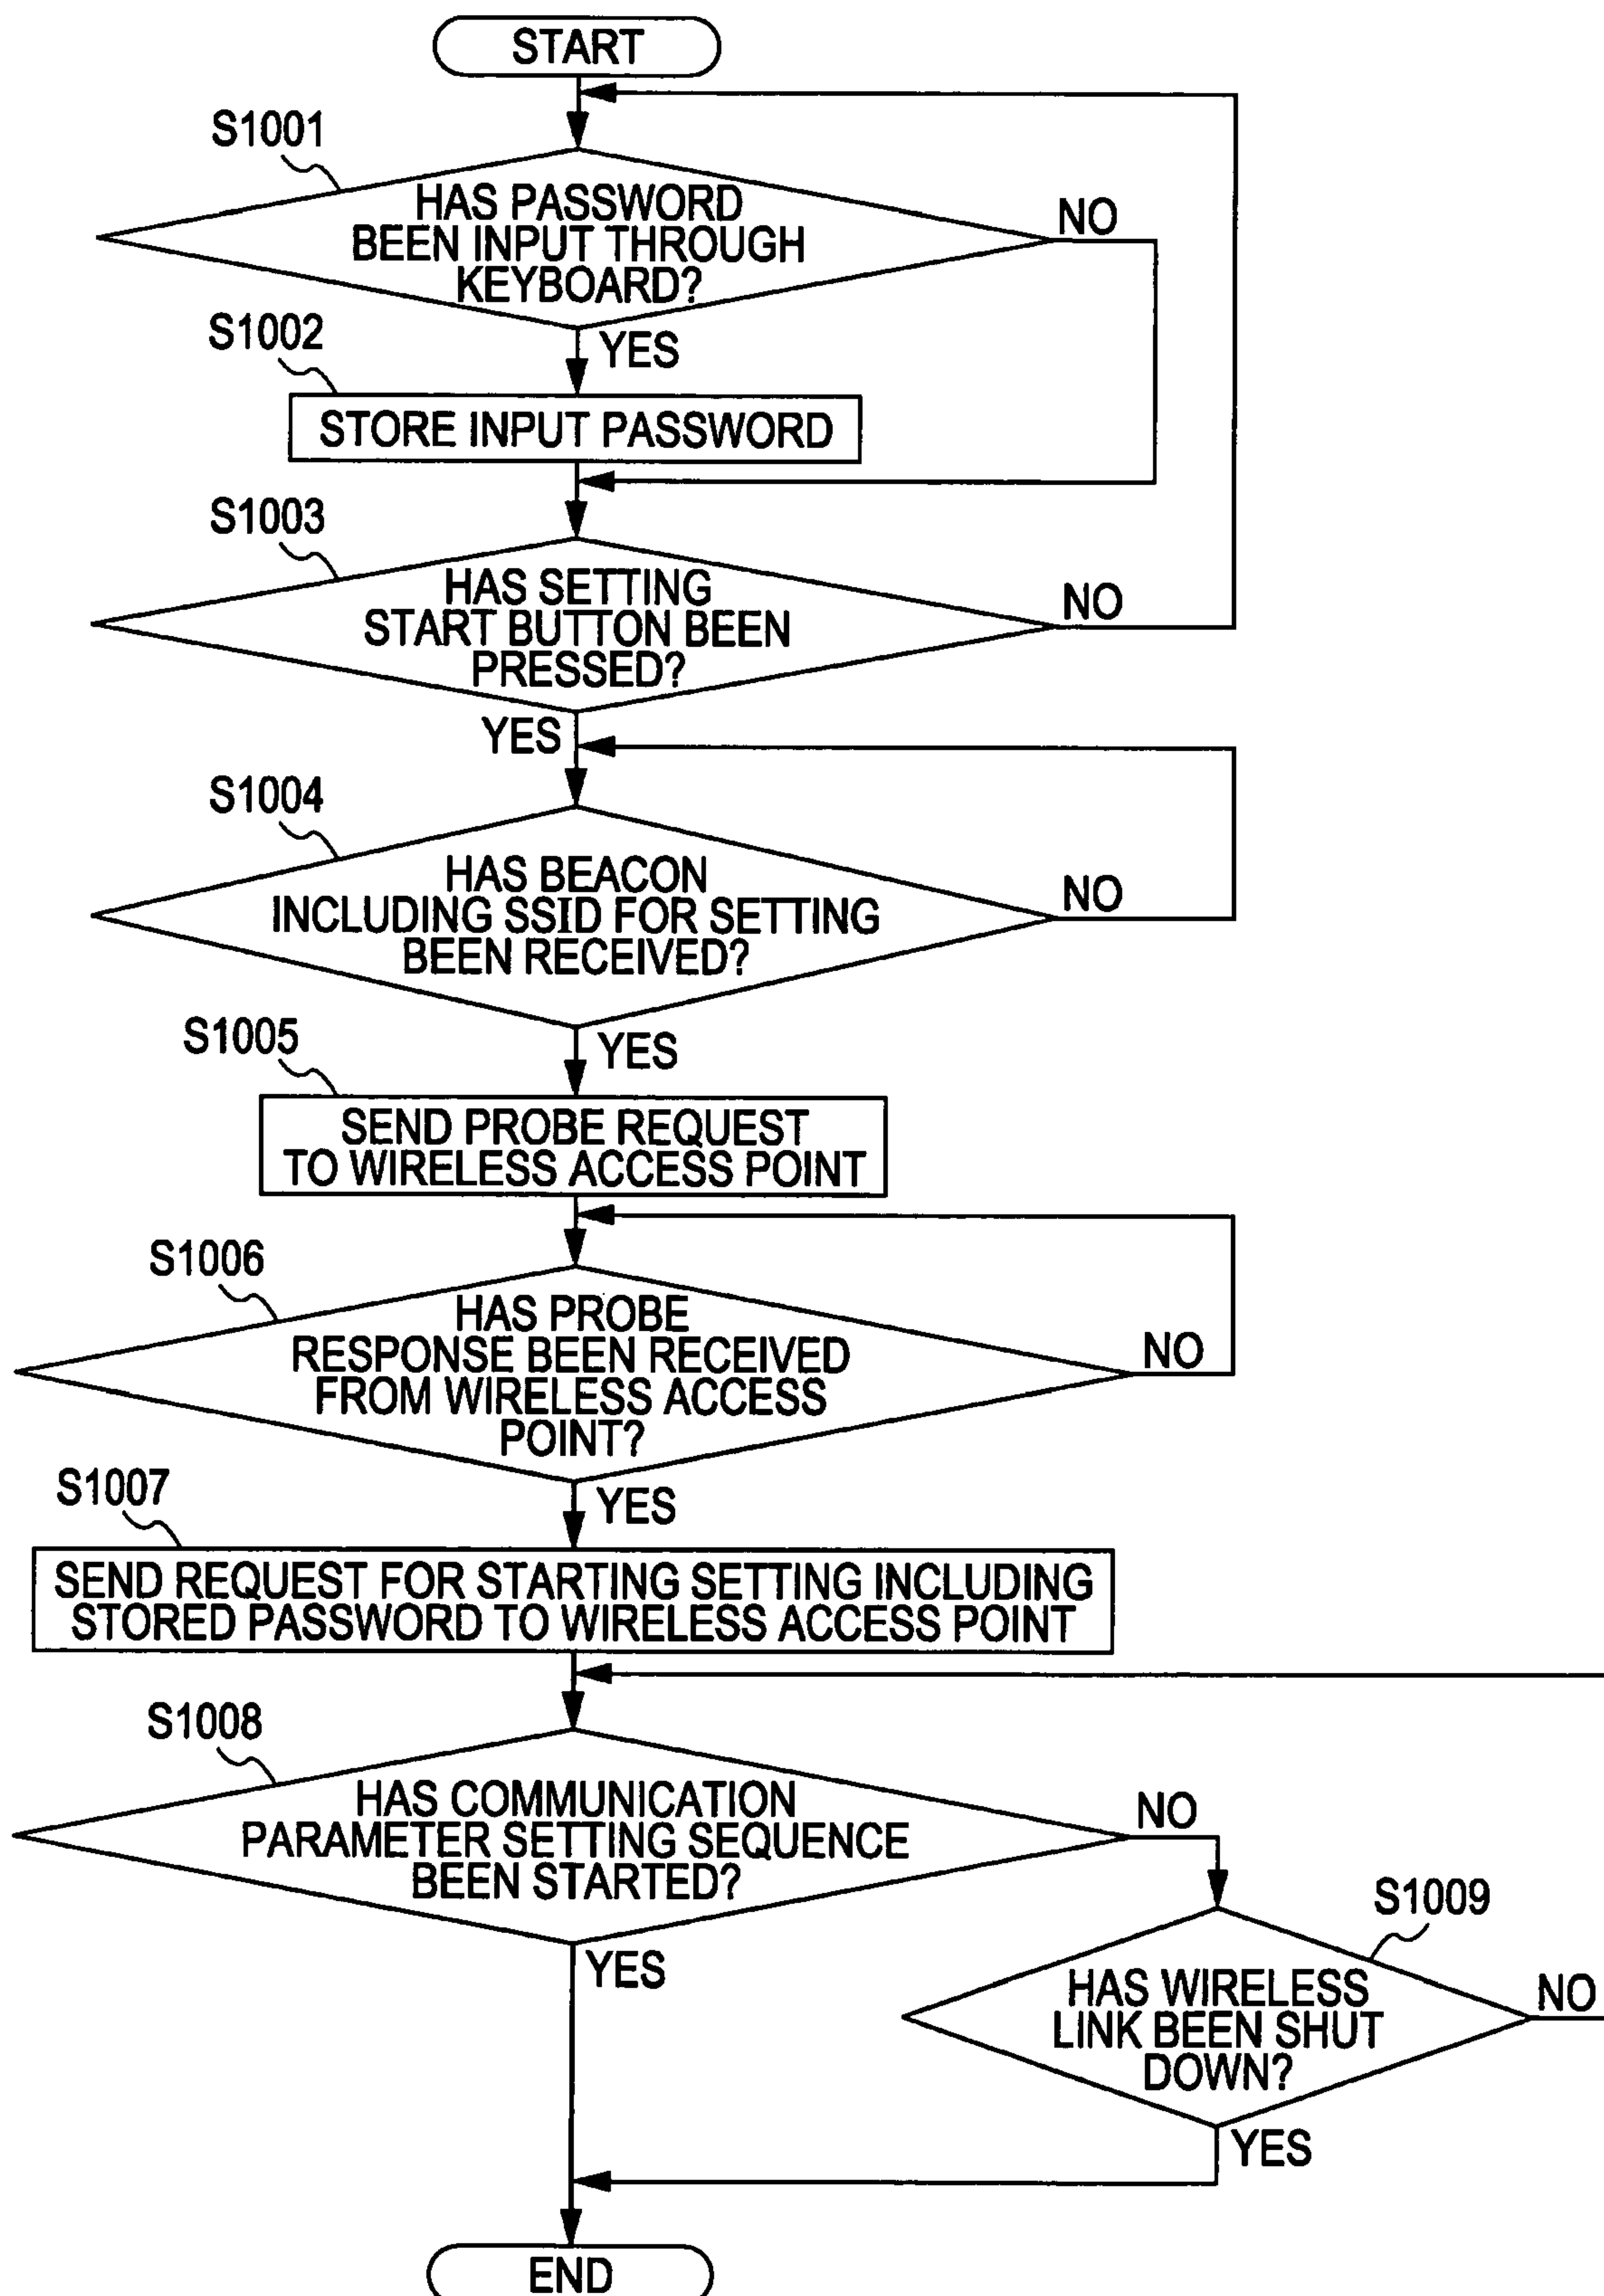 START
S1001
HAS PASSWORD
BEEN INPUT THROUGH
KEYBOARD?
NO
YES
S1002
STORE INPUT PASSWORD
S1003
HAS SETTING
START BUTTON BEEN
PRESSED?
NO
YES
S1004
HAS BEACON
INCLUDING SSID FOR SETTING
BEEN RECEIVED?
NO
YES
S1005
SEND PROBE REQUEST
TO WIRELESS ACCESS POINT
S1006
HAS PROBE
RESPONSE BEEN RECEIVED
FROM WIRELESS ACCESS
POINT?
NO
YES
S1007
SEND REQUEST FOR STARTING SETTING INCLUDING
STORED PASSWORD TO WIRELESS ACCESS POINT
S1008
HAS COMMUNICATION
PARAMETER SETTING SEQUENCE
BEEN STARTED?
NO
YES
S1009
HAS WIRELESS
LINK BEEN SHUT
DOWN?
NO
YES
END